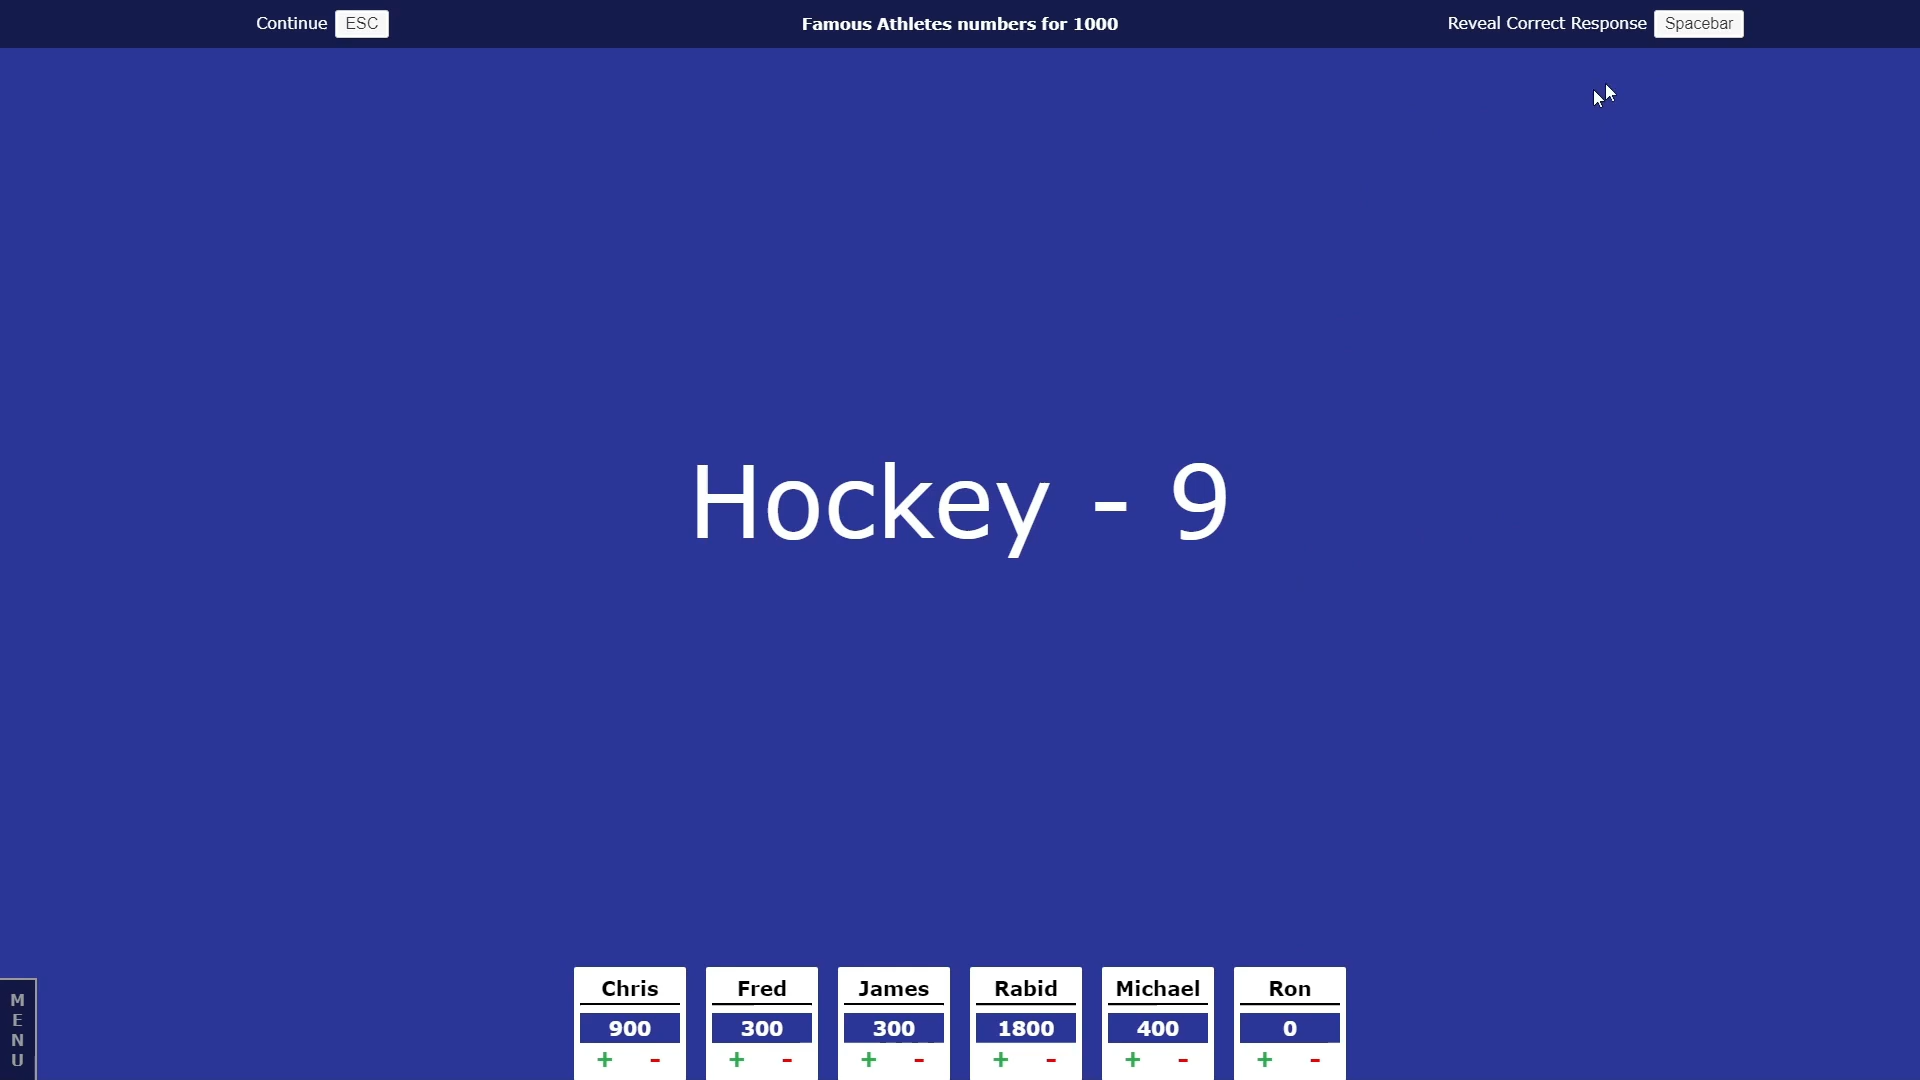 Continue ESC
Famous Athletes numbers for 1000
Reveal Correct Response Spacebar
Hockey - 9
MENU
Chris Fred James Rabid Michael Ron
900 300 300 1800 400 0
+ - + - + - + - + - + -